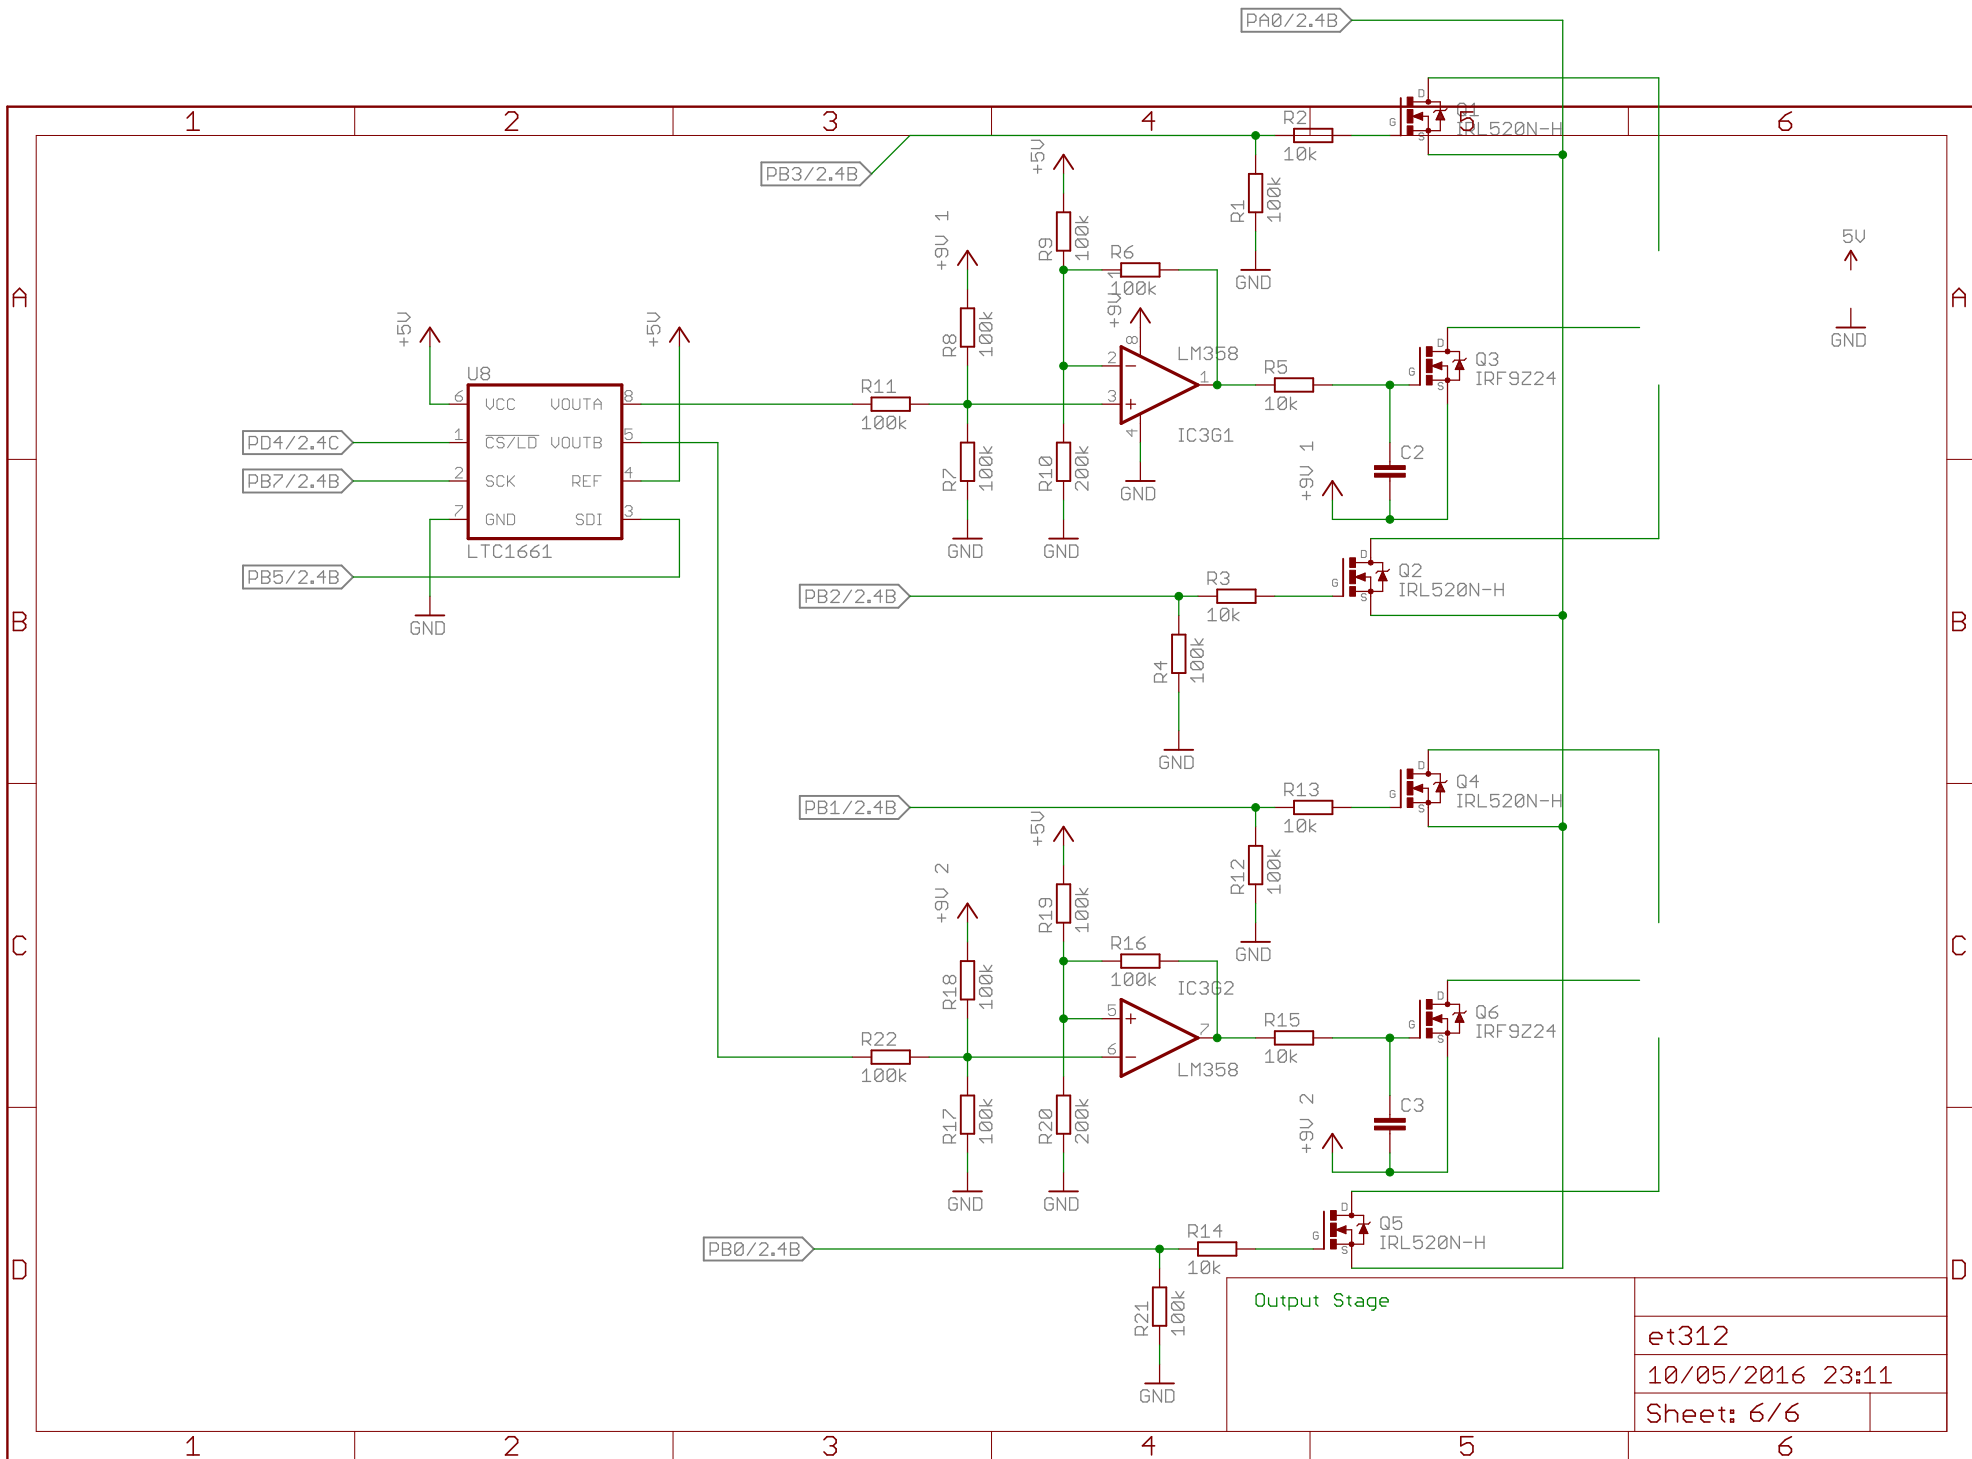 PA0/2.4B
1 2 3 4 5 6
PB3/2.4B
R2
10k
D
G
S
Q1
IRL520N-H
+5V
R1
100k
GND
+9V 1
R9
100k
R6
100k
5V
GND
A
A
+5V
+5V
R8
100k
+9V 1
8
LM358
2
3
1
4
IC3G1
GND
R5
10k
D
G
S
Q3
IRF9Z24
U8
6 VCC VOUTA 8
1 CS/LD VOUTB 5
2 SCK REF 4
7 GND SDI 3
LTC1661
PD4/2.4C
PB7/2.4B
PB5/2.4B
GND
R11
100k
R7
100k
GND
R10
200k
GND
+9V 1
C2
B
B
PB2/2.4B
R3
10k
D
G
S
Q2
IRL520N-H
R4
100k
GND
PB1/2.4B
R13
10k
D
G
S
Q4
IRL520N-H
+5V
R12
100k
GND
+9V 2
R19
100k
R16
100k
C
C
R18
100k
IC3G2
5
6
7
LM358
R15
10k
D
G
S
Q6
IRF9Z24
R22
100k
R17
100k
GND
R20
200k
GND
+9V 2
C3
PB0/2.4B
R14
10k
D
G
S
Q5
IRL520N-H
R21
100k
GND
D
D
Output Stage
et312
10/05/2016 23:11
Sheet: 6/6
1 2 3 4 5 6